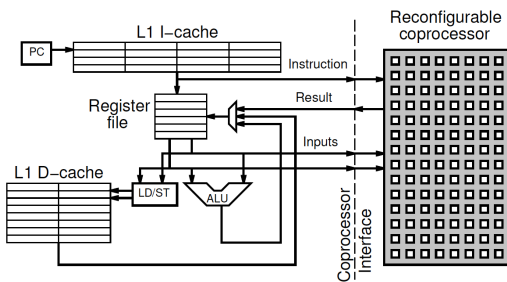 Reconfigurable
coprocessor
L1 I−cache
PC
Instruction
Result
Register
file
Inputs
L1 D−cache
LD/ST
ALU
Coprocessor
Interface